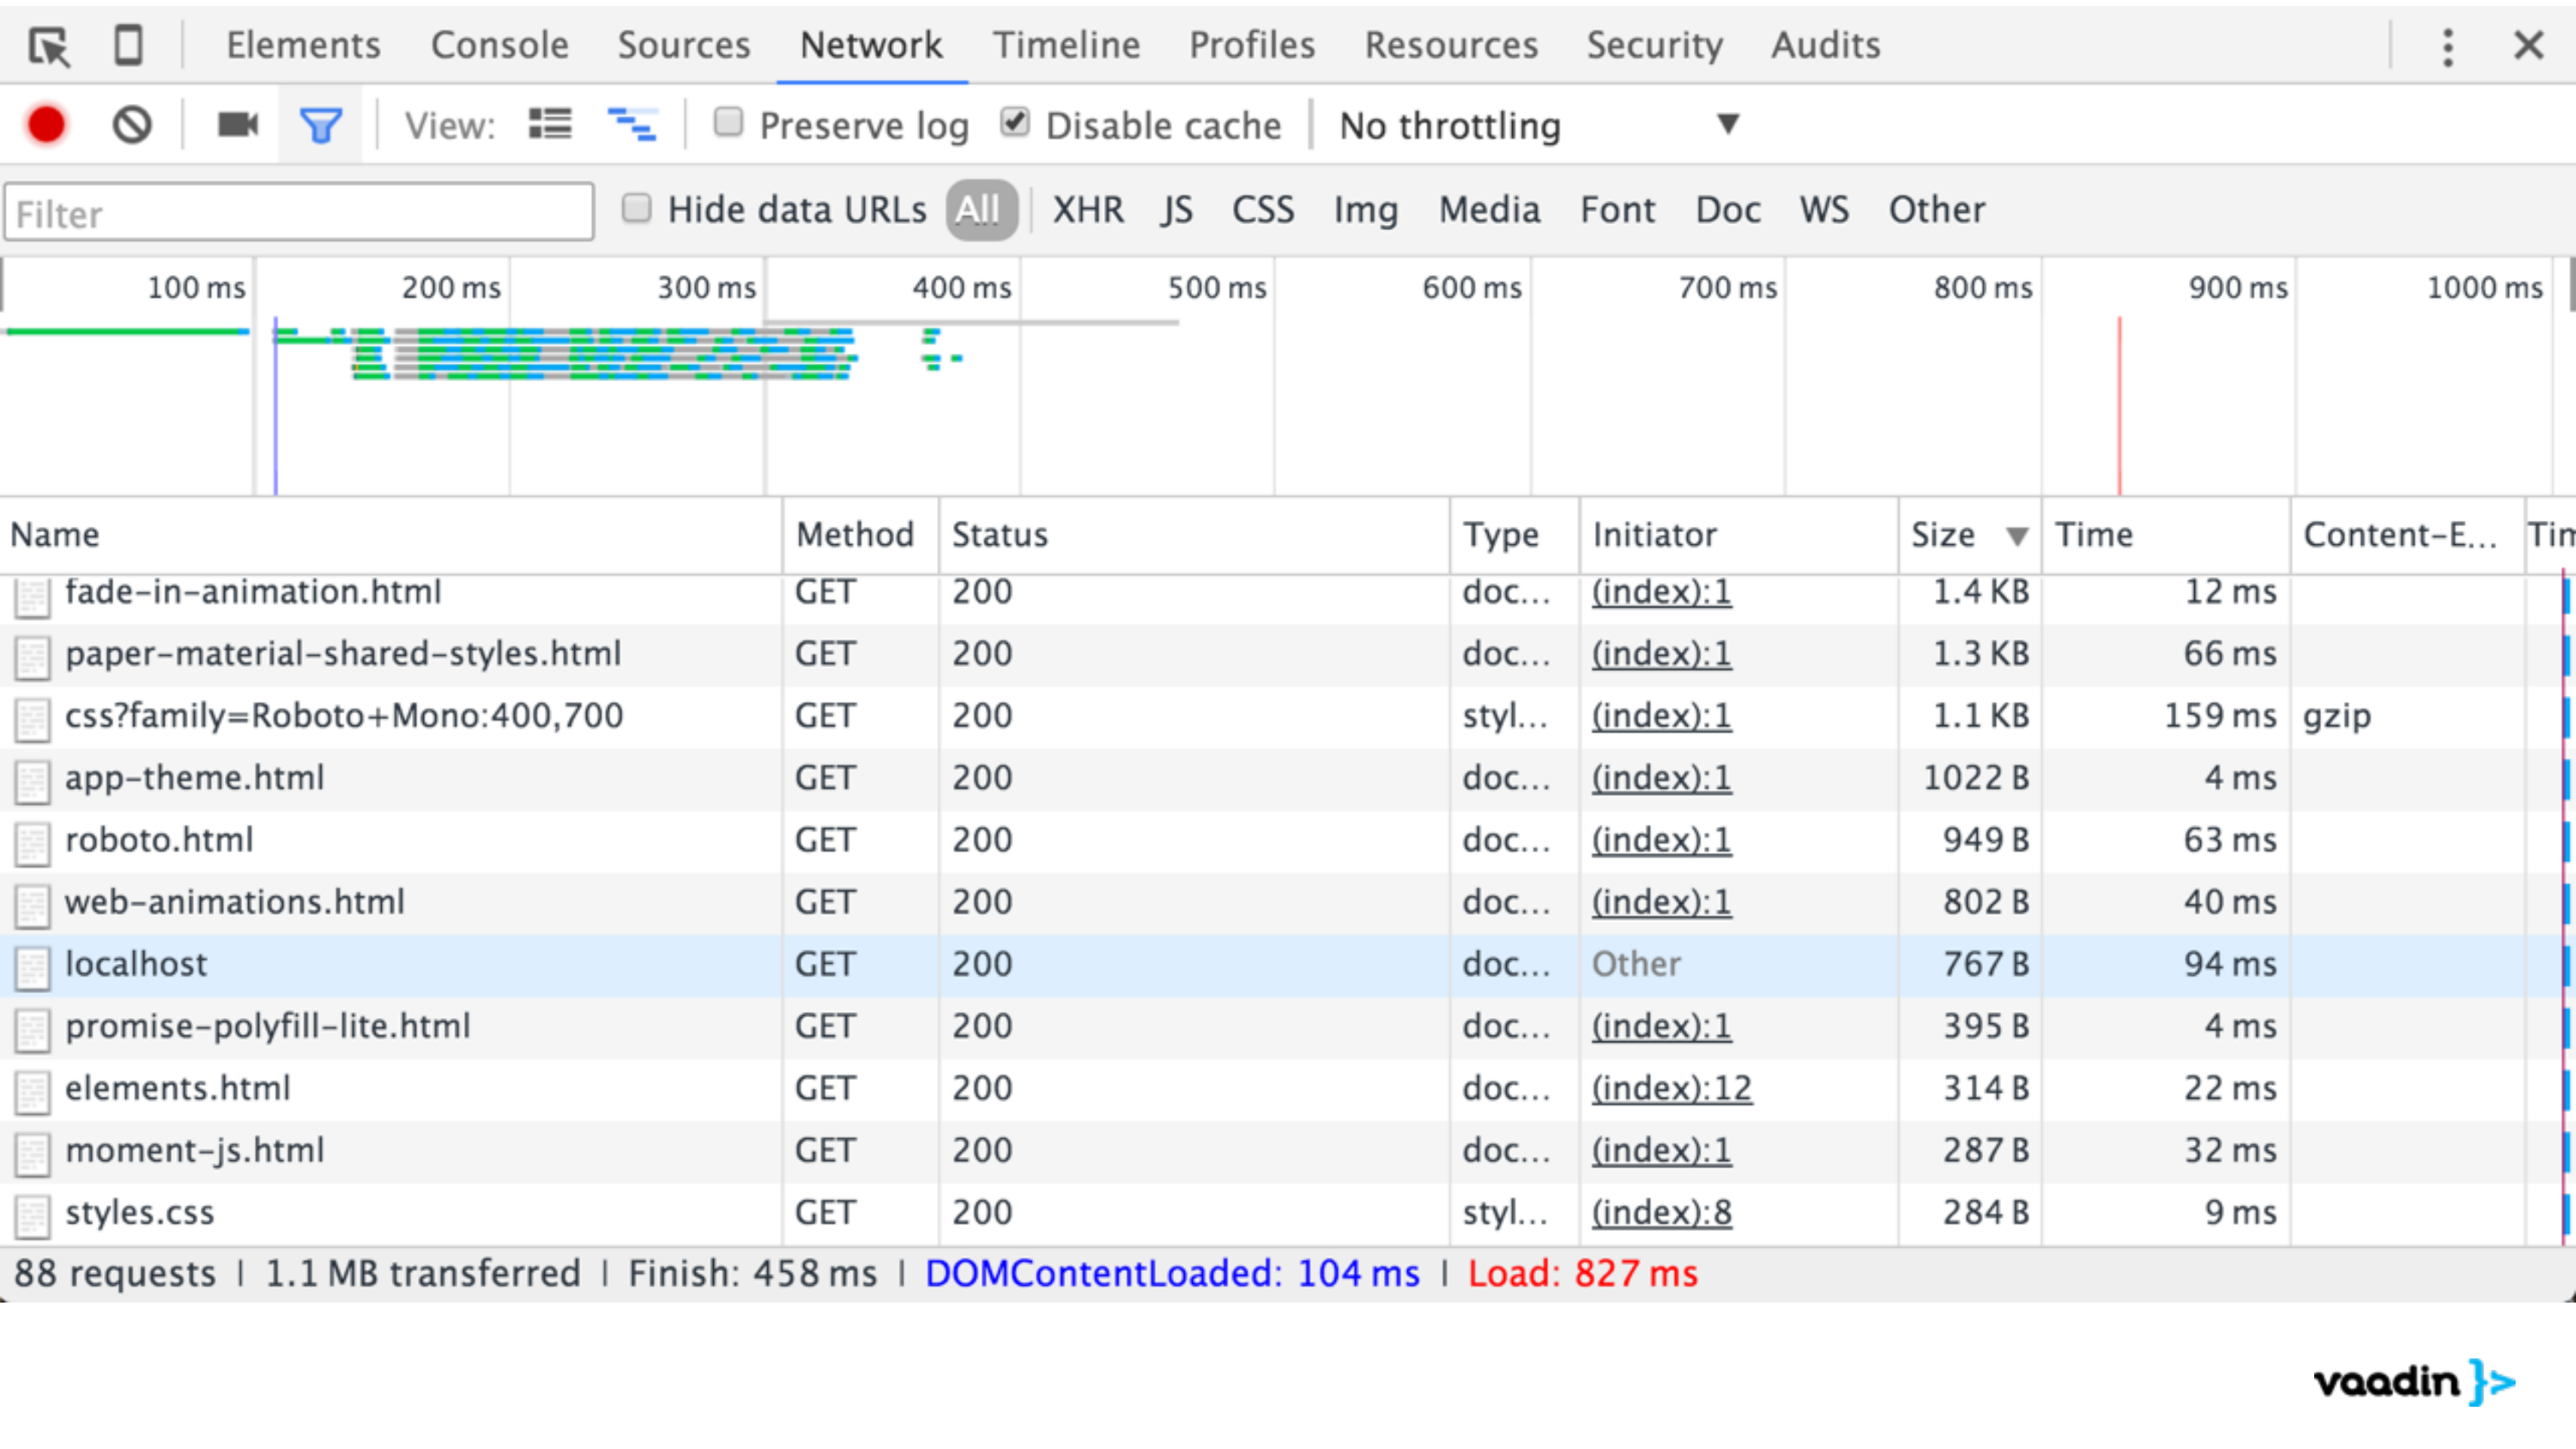 Elements Console Sources Network Timeline Profiles Resources Security Audits
View: Preserve log Disable cache No throttling
Filter Hide data URLs All XHR JS CSS Img Media Font Doc WS Other
100 ms 200 ms 300 ms 400 ms 500 ms 600 ms 700 ms 800 ms 900 ms 1000 ms
Name Method Status Type Initiator Size Time Content-E... Tim
fade-in-animation.html GET 200 doc... (index):1 1.4 KB 12 ms
paper-material-shared-styles.html GET 200 doc... (index):1 1.3 KB 66 ms
css?family=Roboto+Mono:400,700 GET 200 styl... (index):1 1.1 KB 159 ms gzip
app-theme.html GET 200 doc... (index):1 1022 B 4 ms
roboto.html GET 200 doc... (index):1 949 B 63 ms
web-animations.html GET 200 doc... (index):1 802 B 40 ms
localhost GET 200 doc... Other 767 B 94 ms
promise-polyfill-lite.html GET 200 doc... (index):1 395 B 4 ms
elements.html GET 200 doc... (index):12 314 B 22 ms
moment-js.html GET 200 doc... (index):1 287 B 32 ms
styles.css GET 200 styl... (index):8 284 B 9 ms
88 requests | 1.1 MB transferred | Finish: 458 ms | DOMContentLoaded: 104 ms | Load: 827 ms
vaadin }>